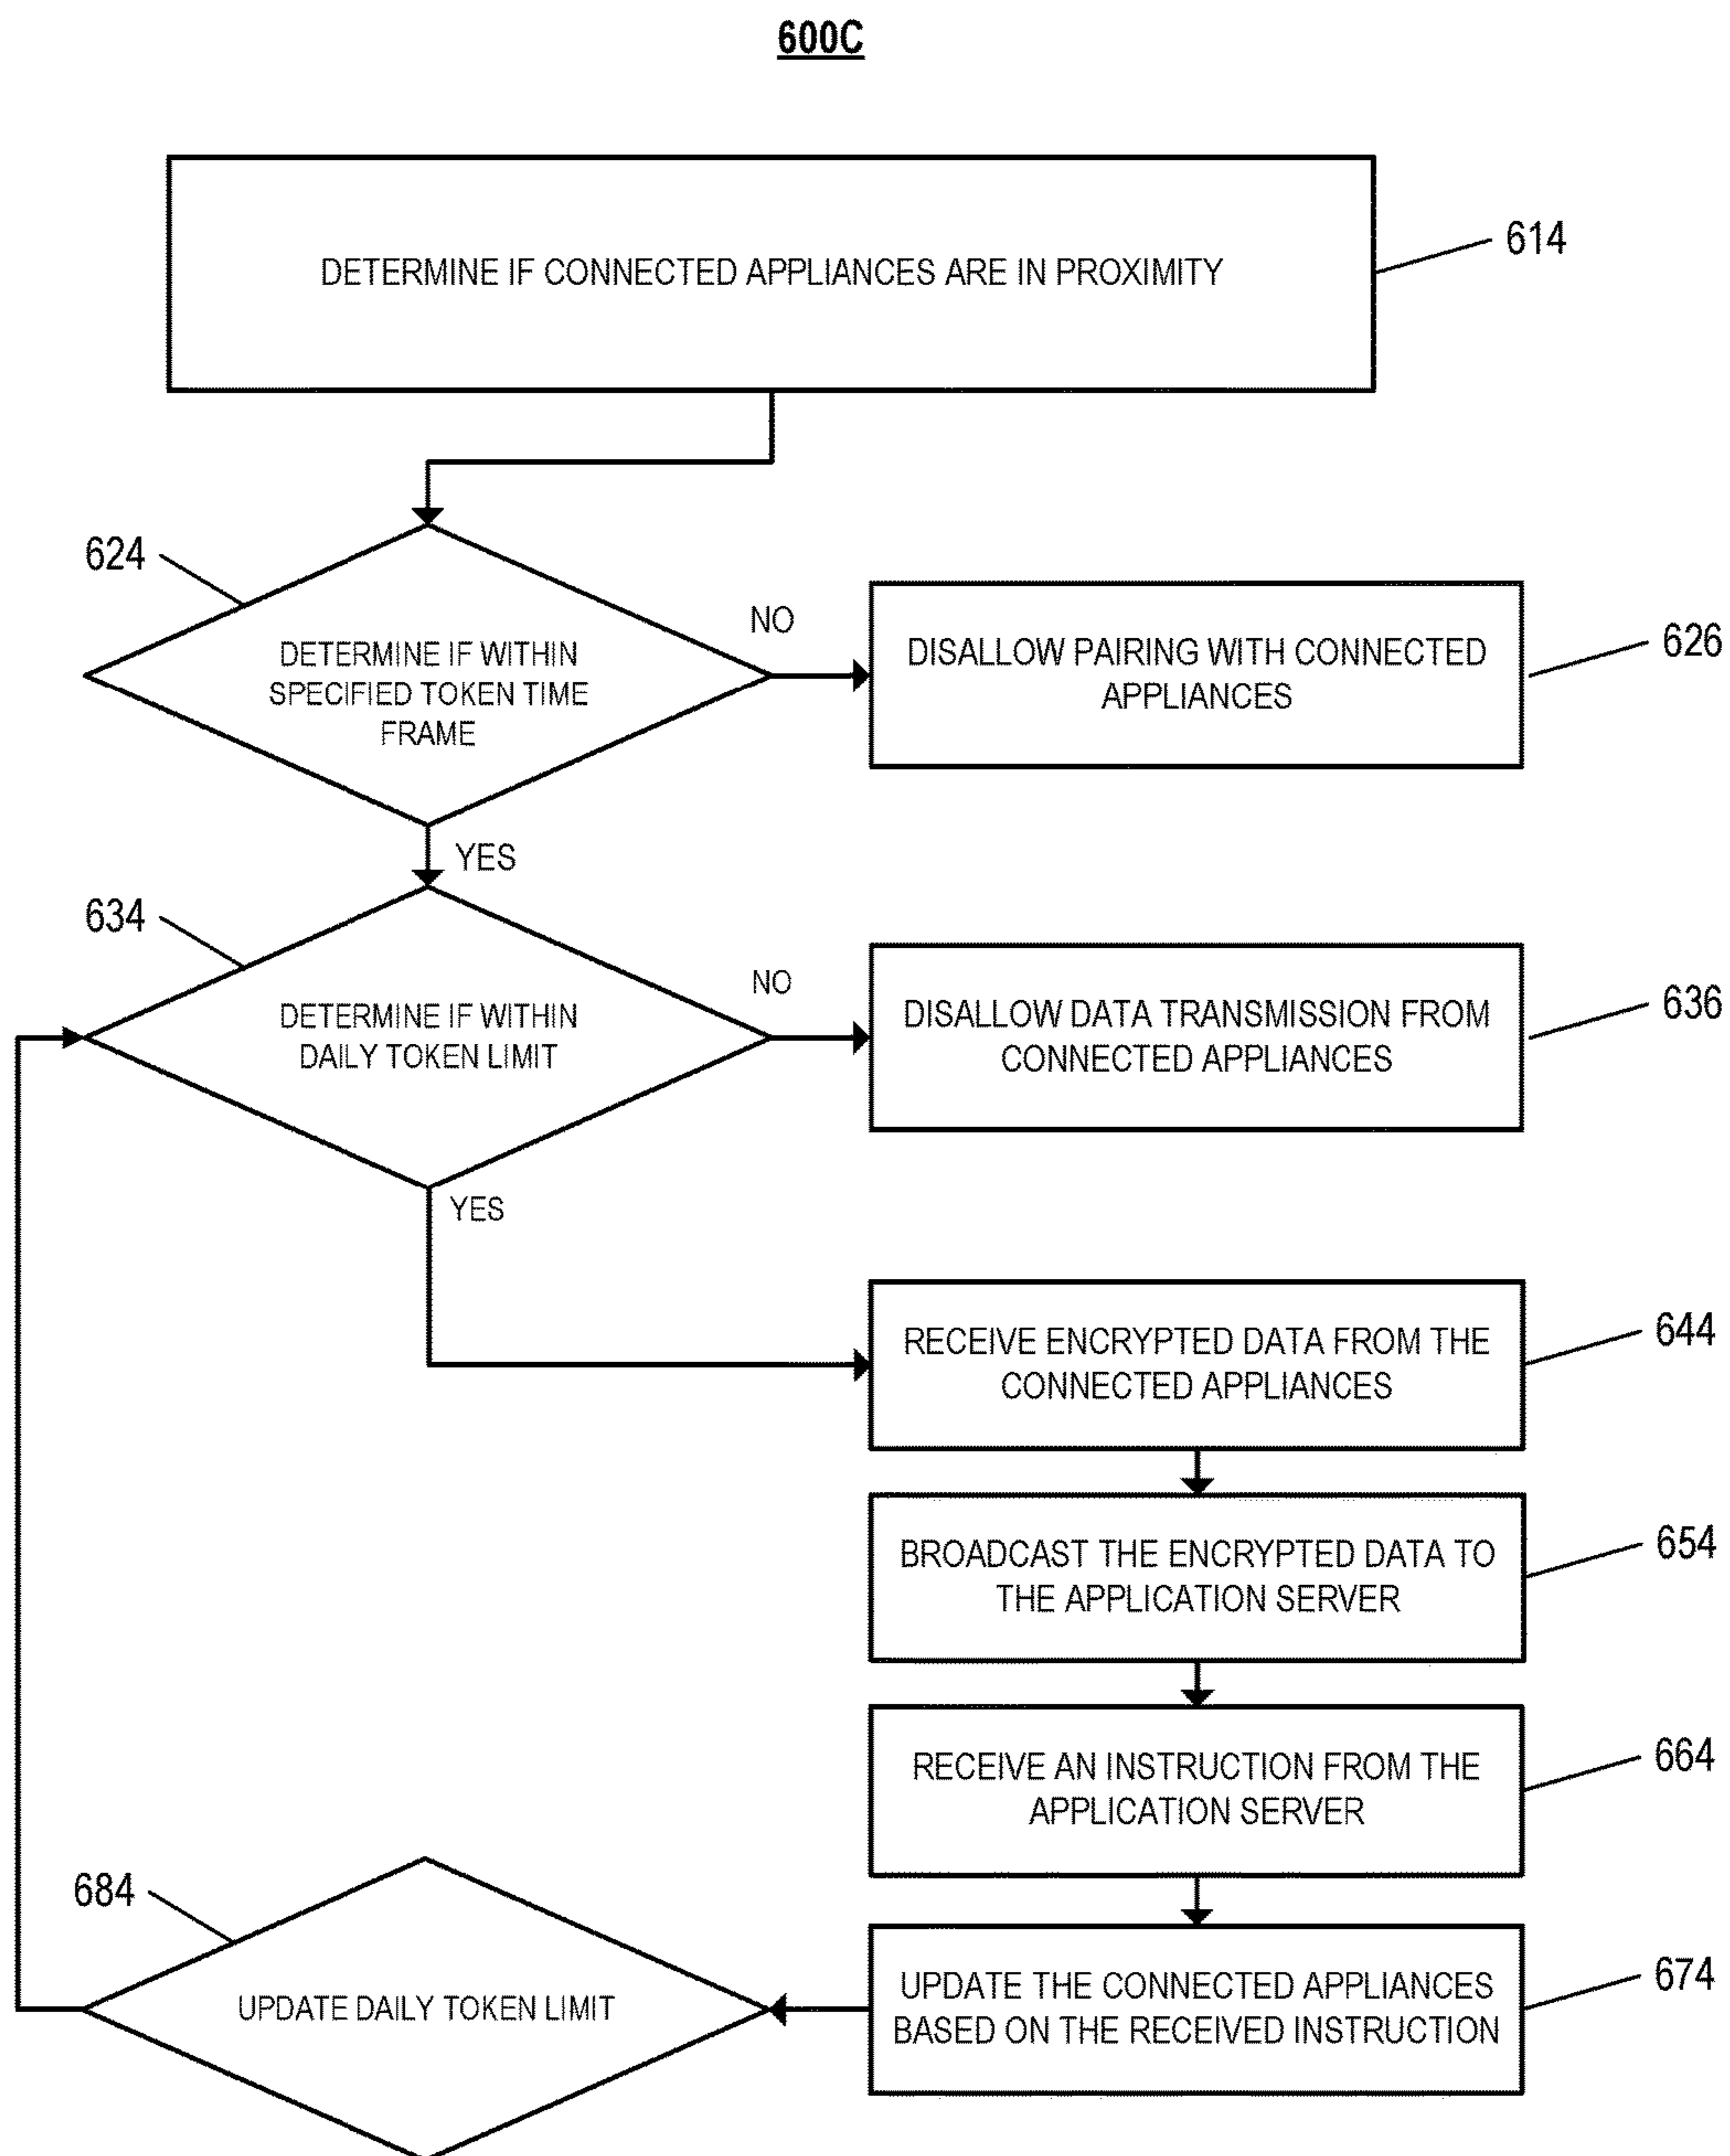 600C
DETERMINE IF CONNECTED APPLIANCES ARE IN PROXIMITY
614
624
DETERMINE IF WITHIN
SPECIFIED TOKEN TIME
FRAME
NO
DISALLOW PAIRING WITH CONNECTED
APPLIANCES
626
YES
634
DETERMINE IF WITHIN
DAILY TOKEN LIMIT
NO
DISALLOW DATA TRANSMISSION FROM
CONNECTED APPLIANCES
636
YES
RECEIVE ENCRYPTED DATA FROM THE
CONNECTED APPLIANCES
644
BROADCAST THE ENCRYPTED DATA TO
THE APPLICATION SERVER
654
RECEIVE AN INSTRUCTION FROM THE
APPLICATION SERVER
664
684
UPDATE DAILY TOKEN LIMIT
UPDATE THE CONNECTED APPLIANCES
BASED ON THE RECEIVED INSTRUCTION
674